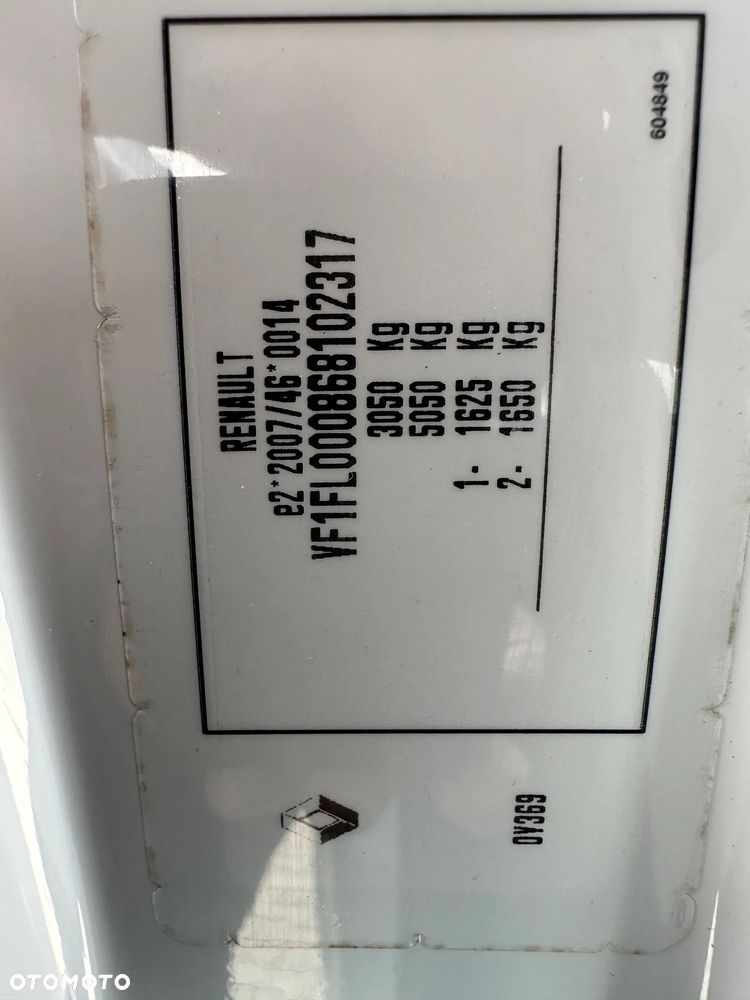 604849
RENAULT
e2*2007/46*0014
VF1FL000868102317
3050 Kg
5050 Kg
1- 1625 Kg
2- 1650 Kg
0Y369
OTOMOTO